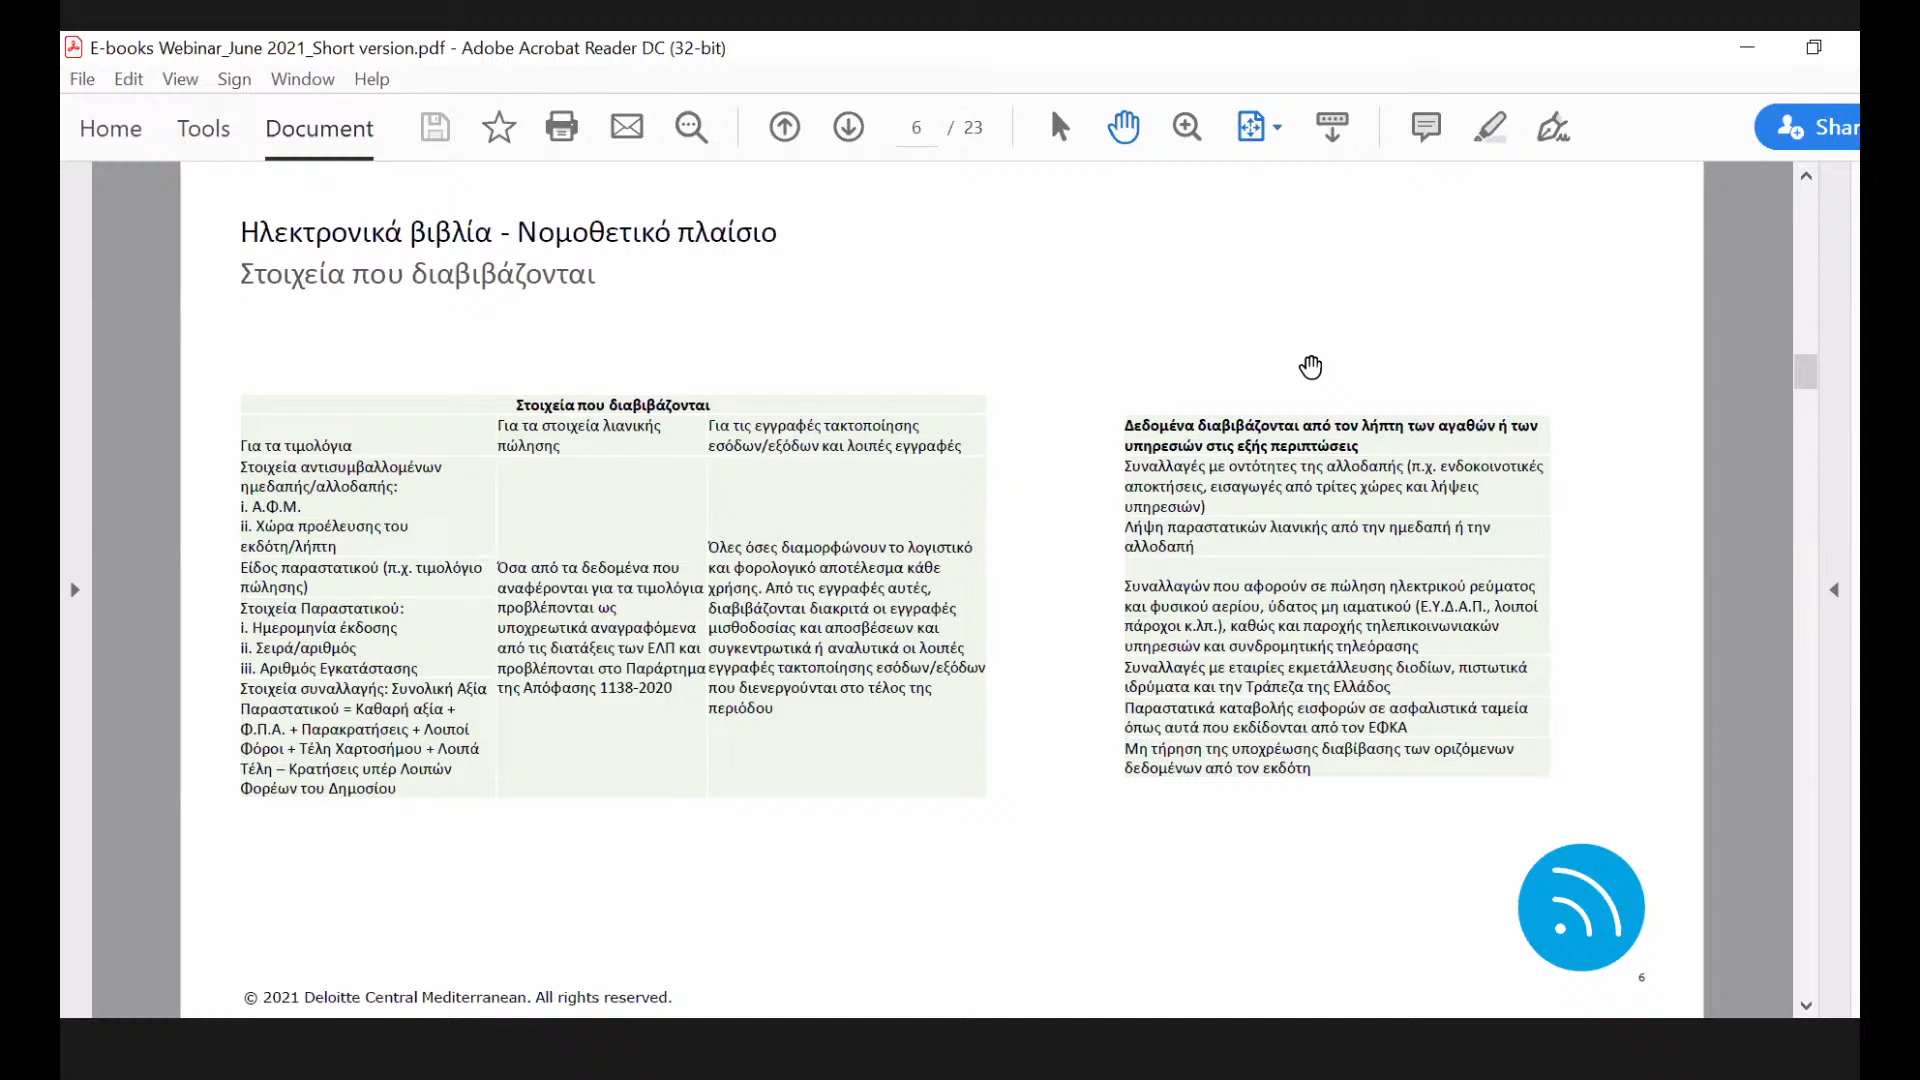 E-books Webinar_June 2021_Short version.pdf - Adobe Acrobat Reader DC (32-bit)
File Edit View Sign Window Help
Home Tools Document 6 / 23
Ηλεκτρονικά βιβλία - Νομοθετικό πλαίσιο
Στοιχεία που διαβιβάζονται
Στοιχεία που διαβιβάζονται
Για τα τιμολόγια
Στοιχεία αντισυμβαλλομένων
ημεδαπής/αλλοδαπής:
i. Α.Φ.Μ.
ii. Χώρα προέλευσης του
εκδότη/λήπτη
Είδος παραστατικού (π.χ. τιμολόγιο
πώλησης)
Στοιχεία Παραστατικού:
i. Ημερομηνία έκδοσης
ii. Σειρά/αριθμός
iii. Αριθμός Εγκατάστασης
Στοιχεία συναλλαγής: Συνολική Αξία
Παραστατικού = Καθαρή αξία +
Φ.Π.Α. + Παρακρατήσεις + Λοιποί
Φόροι + Τέλη Χαρτοσήμου + Λοιπά
Τέλη – Κρατήσεις υπέρ Λοιπών
Φορέων του Δημοσίου
Για τα στοιχεία λιανικής
πώλησης
Όσα από τα δεδομένα που
αναφέρονται για τα τιμολόγια
προβλέπονται ως
υποχρεωτικά αναγραφόμενα
από τις διατάξεις των ΕΛΠ και
προβλέπονται στο Παράρτημα
της Απόφασης 1138-2020
Για τις εγγραφές τακτοποίησης
εσόδων/εξόδων και λοιπές εγγραφές
Όλες όσες διαμορφώνουν το λογιστικό
και φορολογικό αποτέλεσμα κάθε
χρήσης. Από τις εγγραφές αυτές,
διαβιβάζονται διακριτά οι εγγραφές
μισθοδοσίας και αποσβέσεων και
συγκεντρωτικά ή αναλυτικά οι λοιπές
εγγραφές τακτοποίησης εσόδων/εξόδων
που διενεργούνται στο τέλος της
περιόδου
Δεδομένα διαβιβάζονται από τον λήπτη των αγαθών ή των
υπηρεσιών στις εξής περιπτώσεις
Συναλλαγές με οντότητες της αλλοδαπής (π.χ. ενδοκοινοτικές
αποκτήσεις, εισαγωγές από τρίτες χώρες και λήψεις
υπηρεσιών)
Λήψη παραστατικών λιανικής από την ημεδαπή ή την
αλλοδαπή
Συναλλαγών που αφορούν σε πώληση ηλεκτρικού ρεύματος
και φυσικού αερίου, ύδατος μη ιαματικού (Ε.Υ.Δ.Α.Π., λοιποί
πάροχοι κ.λπ.), καθώς και παροχής τηλεπικοινωνιακών
υπηρεσιών και συνδρομητικής τηλεόρασης
Συναλλαγές με εταιρίες εκμετάλλευσης διοδίων, πιστωτικά
ιδρύματα και την Τράπεζα της Ελλάδος
Παραστατικά καταβολής εισφορών σε ασφαλιστικά ταμεία
όπως αυτά που εκδίδονται από τον ΕΦΚΑ
Μη τήρηση της υποχρέωσης διαβίβασης των οριζόμενων
δεδομένων από τον εκδότη
6
© 2021 Deloitte Central Mediterranean. All rights reserved.